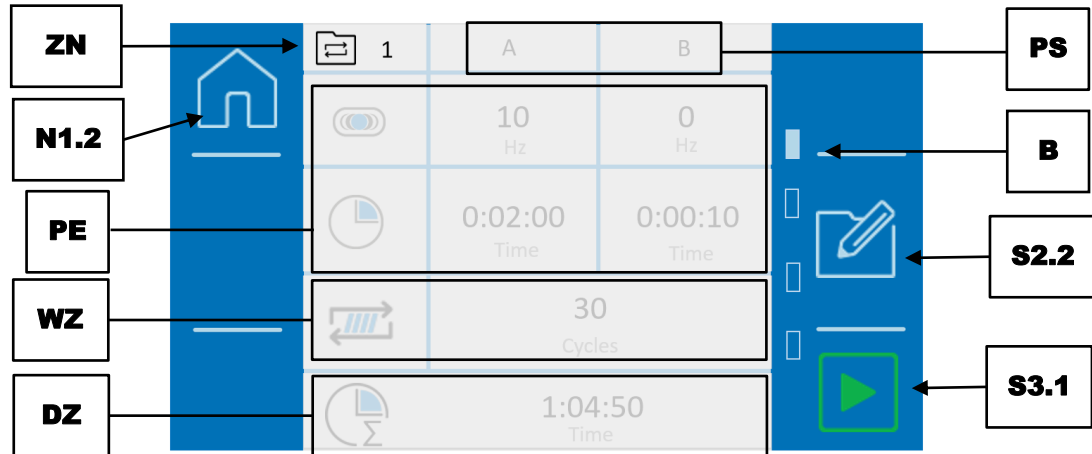 ZN
1
A
B
PS
N1.2
10
Hz
0
Hz
B
PE
0:02:00
Time
0:00:10
Time
S2.2
WZ
30
Cycles
S3.1
DZ
Σ
1:04:50
Time